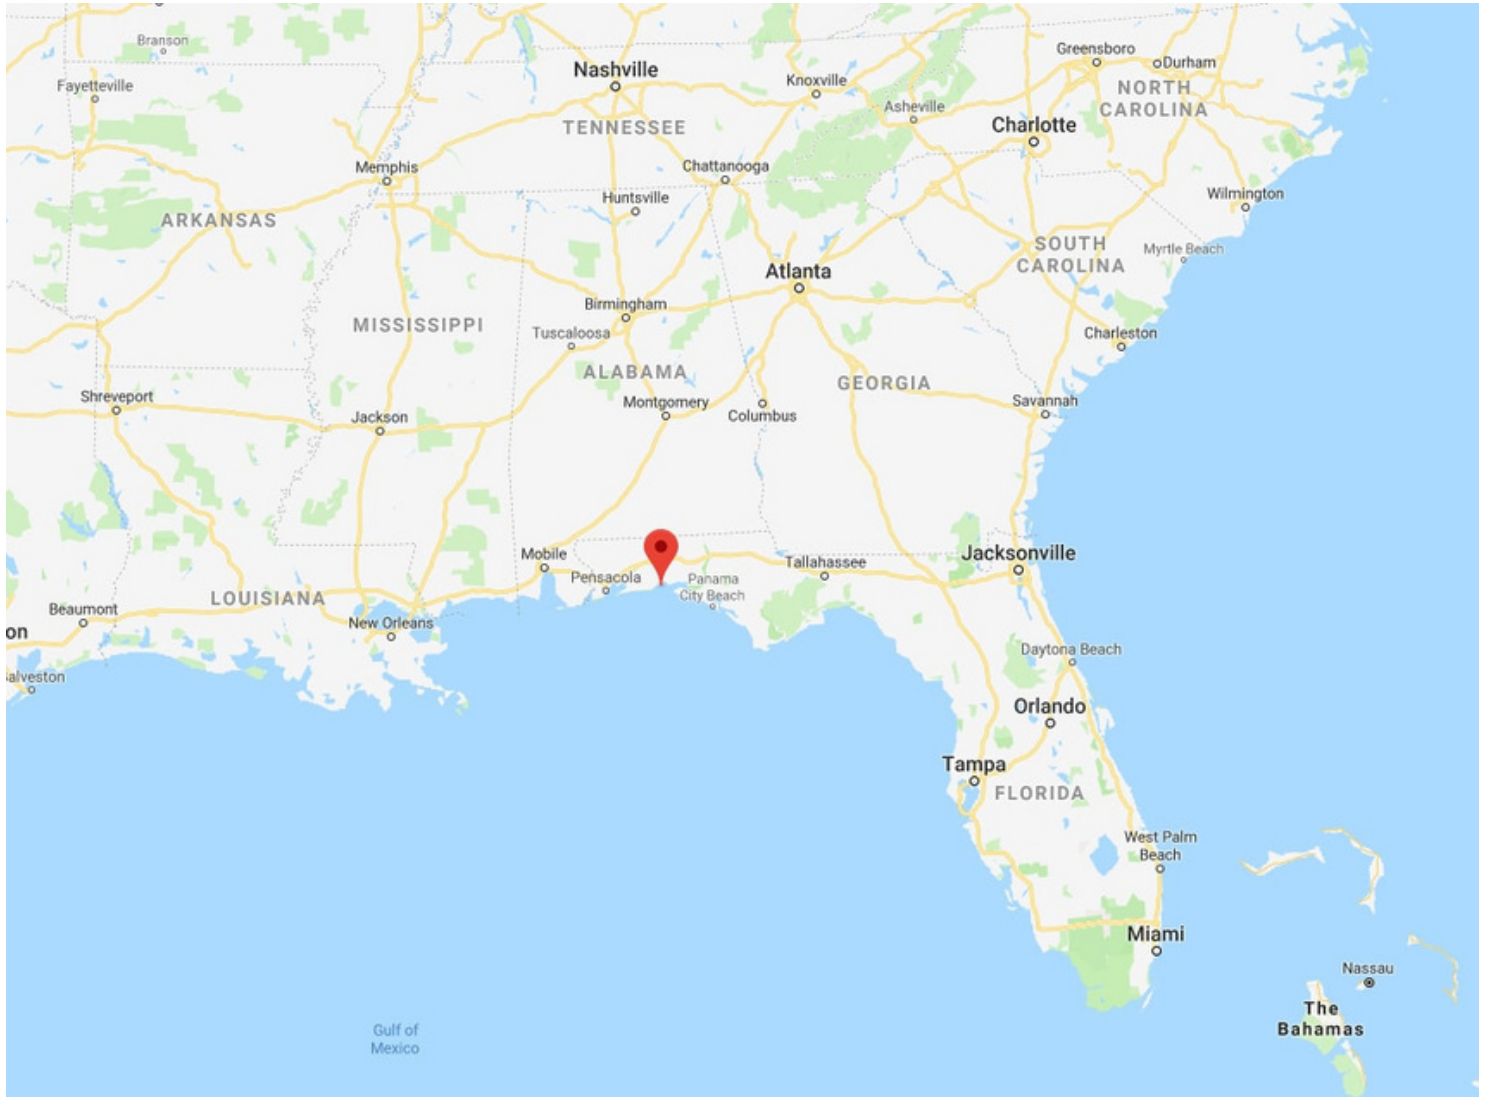 Branson
Fayetteville
Nashville
Knoxville
Greensboro
Durham
NORTH
CAROLINA
Asheville
TENNESSEE
Charlotte
Memphis
Chattanooga
Huntsville
Wilmington
ARKANSAS
SOUTH
CAROLINA
Myrtle Beach
Atlanta
Birmingham
MISSISSIPPI
Tuscaloosa
Charleston
ALABAMA
GEORGIA
Shreveport
Montgomery
Savannah
Jackson
Columbus
Mobile
Jacksonville
Tallahassee
Pensacola
Panama
City Beach
LOUISIANA
Beaumont
New Orleans
on
alveston
Daytona Beach
Orlando
Tampa
FLORIDA
West Palm
Beach
Miami
Nassau
The
Bahamas
Gulf of
Mexico